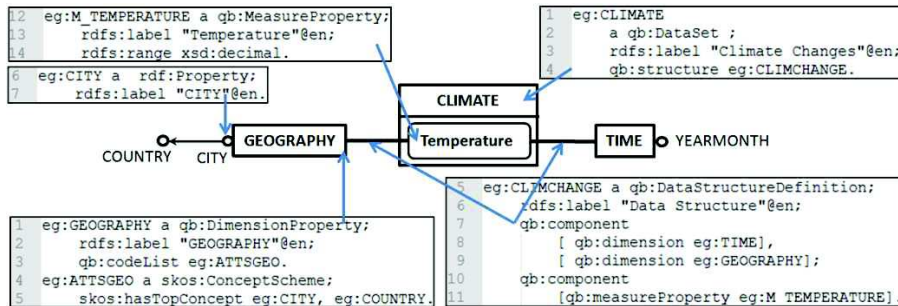 12 eg:M_TEMPERATURE a qb:MeasureProperty;
13 rdfs:label "Temperature"@en;
14 rdfs:range xsd:decimal.
1 eg:CLIMATE
2 a qb:DataSet ;
3 rdfs:label "Climate Changes"@en;
4 qb:structure eg:CLIMCHANGE.
6 eg:CITY a rdf:Property;
7 rdfs:label "CITY"@en.
CLIMATE
COUNTRY
CITY
GEOGRAPHY
Temperature
TIME
YEARMONTH
1 eg:GEOGRAPHY a qb:DimensionProperty;
2 rdfs:label "GEOGRAPHY"@en;
3 qb:codeList eg:ATTSGEO.
4 eg:ATTSGEO a skos:ConceptScheme;
5 skos:hasTopConcept eg:CITY, eg:COUNTRY.
5 eg:CLIMCHANGE a qb:DataStructureDefinition;
6 rdfs:label "Data Structure"@en;
7 qb:component
8 [ qb:dimension eg:TIME],
9 [ qb:dimension eg:GEOGRAPHY];
10 qb:component
11 [qb:measureProperty eg:M_TEMPERATURE].